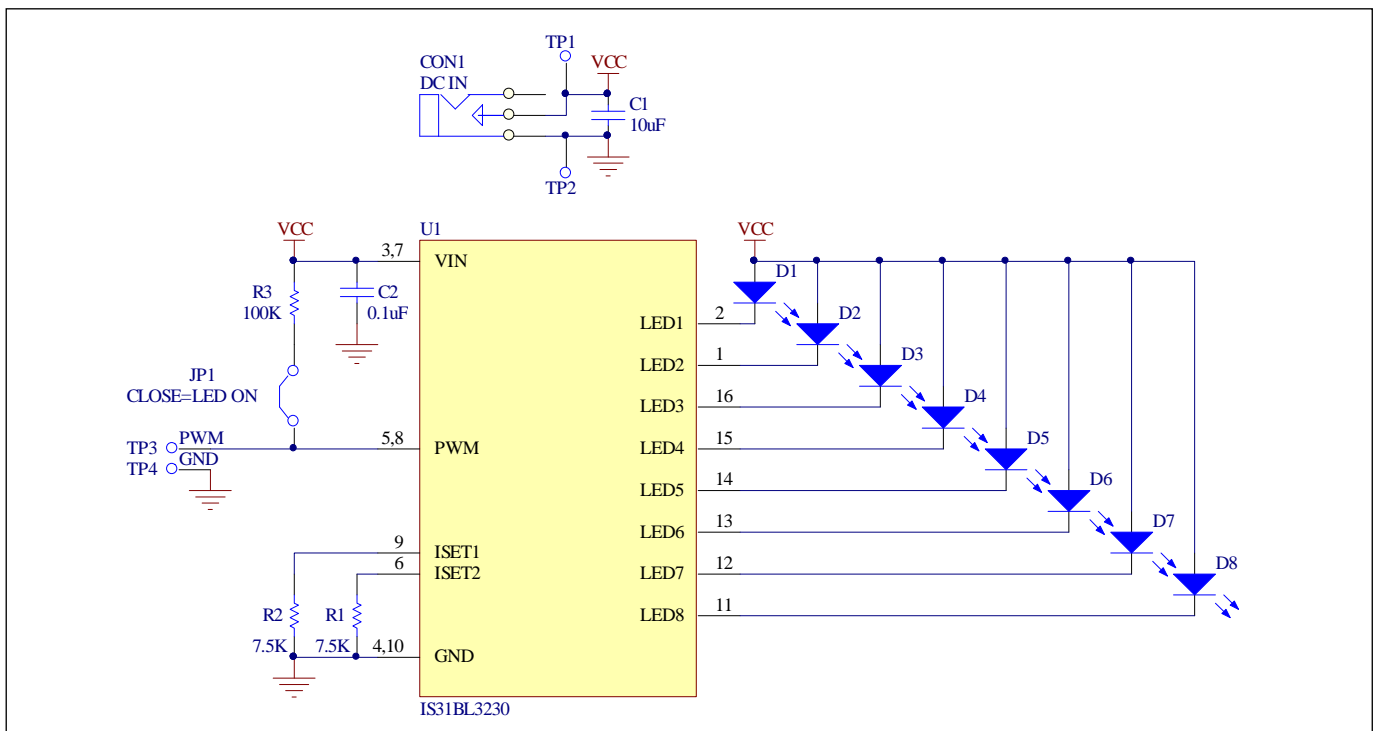 TP1
CON1
DC IN
VCC
C1
10uF
TP2
VCC
U1
VCC
3,7
VIN
R3
100K
C2
0.1uF
D1
2
LED1
D2
1
LED2
D3
JP1
CLOSE=LED ON
16
LED3
D4
TP3
PWM
5,8
PWM
15
LED4
D5
TP4
GND
14
LED5
D6
13
LED6
D7
9
ISET1
6
ISET2
12
LED7
D8
R2
7.5K
R1
7.5K
11
LED8
4,10
GND
IS31BL3230